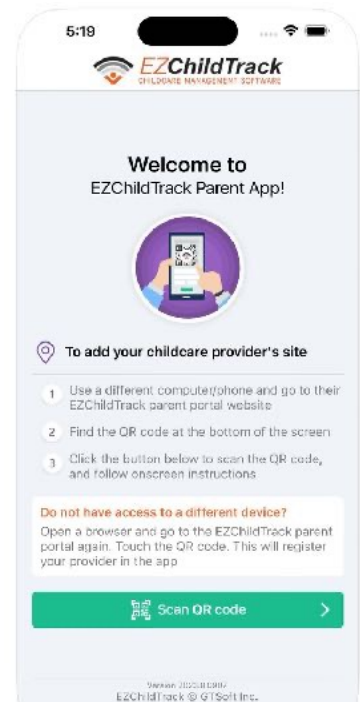 5:19
EZChildTrack
CHILDCARE MANAGEMENT SOFTWARE
Welcome to
EZChildTrack Parent App!
To add your childcare provider's site
1 Use a different computer/phone and go to their
EZChildTrack parent portal website
2 Find the QR code at the bottom of the screen
3 Click the button below to scan the QR code,
and follow onscreen instructions
Do not have access to a different device?
Open a browser and go to the EZChildTrack parent
portal again. Touch the QR code. This will register
your provider in the app
Scan QR code
Version
EZChildTrack © GTSoft Inc.